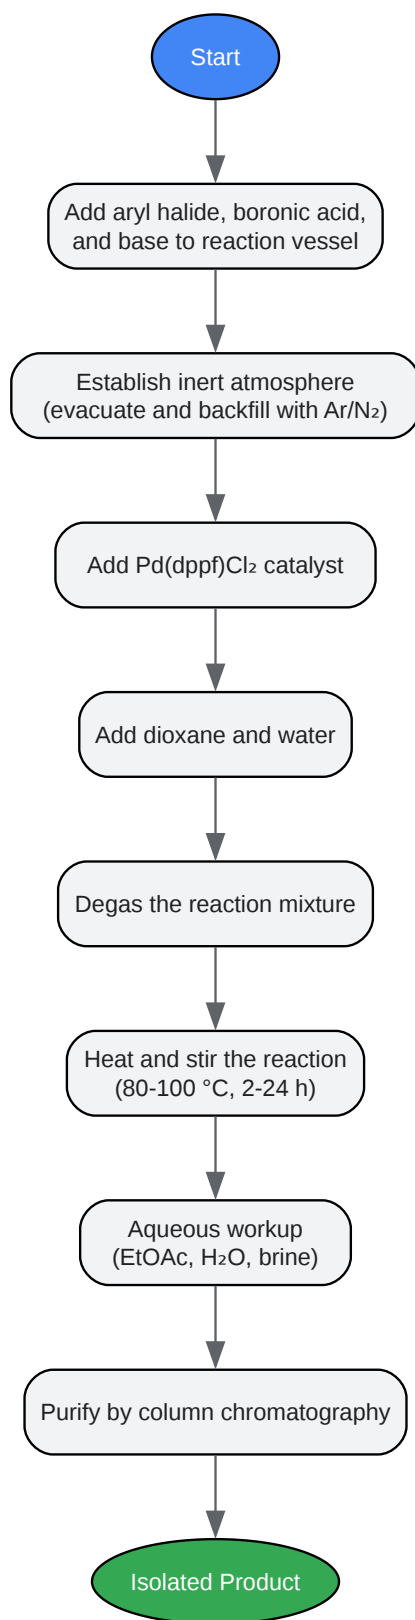 Start
Add aryl halide, boronic acid,
and base to reaction vessel
Establish inert atmosphere
(evacuate and backfill with Ar/N₂)
Add Pd(dppf)Cl₂ catalyst
Add dioxane and water
Degas the reaction mixture
Heat and stir the reaction
(80-100 °C, 2-24 h)
Aqueous workup
(EtOAc, H₂O, brine)
Purify by column chromatography
Isolated Product